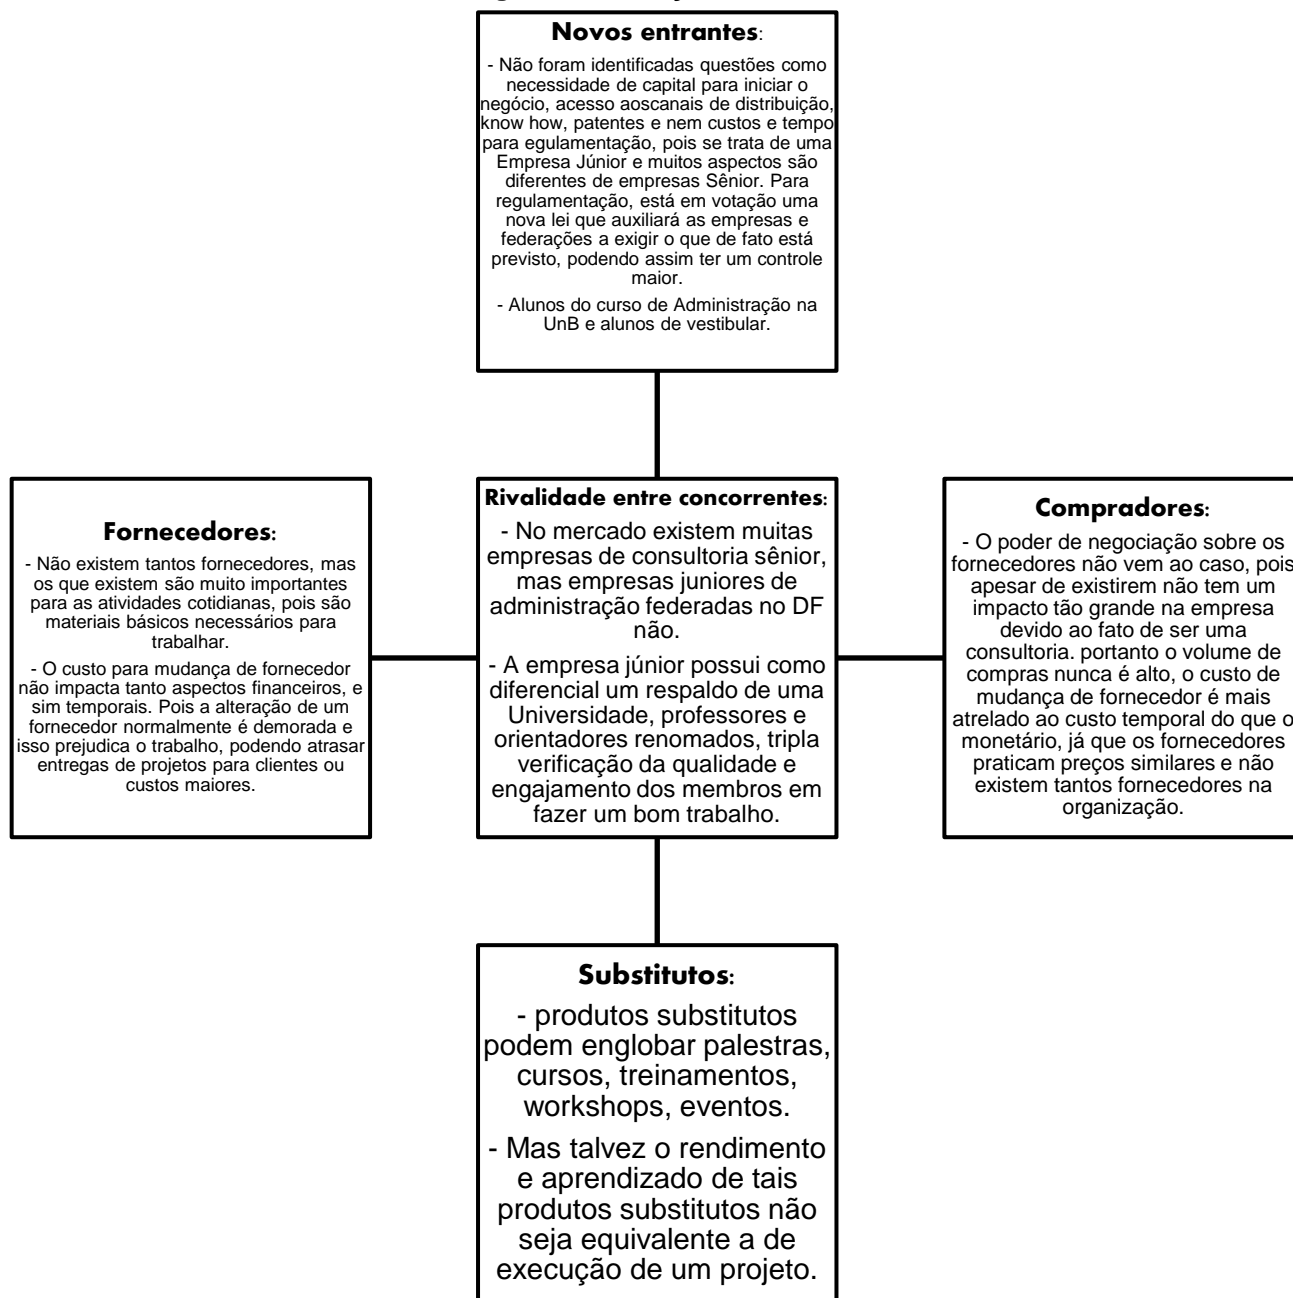 Novos entrantes:
- Não foram identificadas questões como
necessidade de capital para iniciar o
negócio, acesso aoscanais de distribuição,
know how, patentes e nem custos e tempo
para egulamentação, pois se trata de uma
Empresa Júnior e muitos aspectos são
diferentes de empresas Sênior. Para
regulamentação, está em votação uma
nova lei que auxiliará as empresas e
federações a exigir o que de fato está
previsto, podendo assim ter um controle
maior.
- Alunos do curso de Administração na
UnB e alunos de vestibular.
Fornecedores:
- Não existem tantos fornecedores, mas
os que existem são muito importantes
para as atividades cotidianas, pois são
materiais básicos necessários para
trabalhar.
- O custo para mudança de fornecedor
não impacta tanto aspectos financeiros, e
sim temporais. Pois a alteração de um
fornecedor normalmente é demorada e
isso prejudica o trabalho, podendo atrasar
entregas de projetos para clientes ou
custos maiores.
Rivalidade entre concorrentes:
- No mercado existem muitas
empresas de consultoria sênior,
mas empresas juniores de
administração federadas no DF
não.
- A empresa júnior possui como
diferencial um respaldo de uma
Universidade, professores e
orientadores renomados, tripla
verificação da qualidade e
engajamento dos membros em
fazer um bom trabalho.
Compradores:
- O poder de negociação sobre os
fornecedores não vem ao caso, pois
apesar de existirem não tem um
impacto tão grande na empresa
devido ao fato de ser uma
consultoria. portanto o volume de
compras nunca é alto, o custo de
mudança de fornecedor é mais
atrelado ao custo temporal do que o
monetário, já que os fornecedores
praticam preços similares e não
existem tantos fornecedores na
organização.
Substitutos:
- produtos substitutos
podem englobar palestras,
cursos, treinamentos,
workshops, eventos.
- Mas talvez o rendimento
e aprendizado de tais
produtos substitutos não
seja equivalente a de
execução de um projeto.